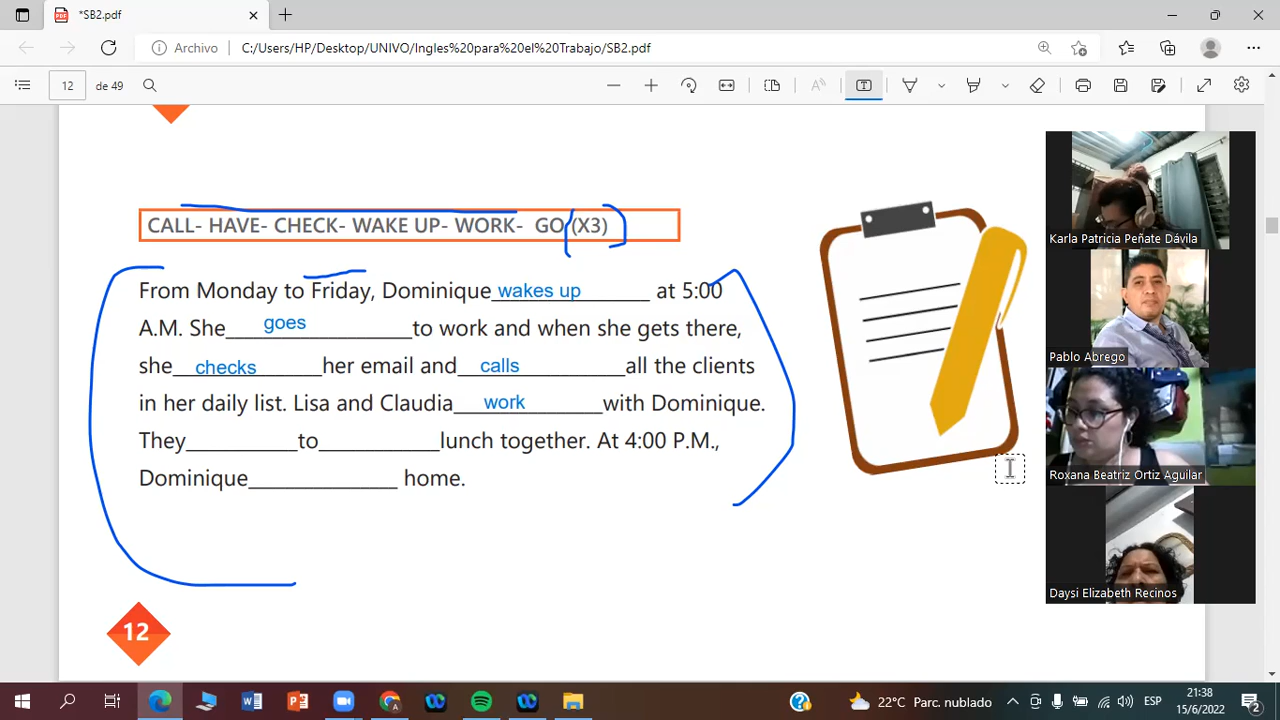 *SB2.pdf
Archivo C:/Users/HP/Desktop/UNIVO/Ingles%20para%20el%20Trabajo/SB2.pdf
12 de 49
CALL- HAVE- CHECK- WAKE UP- WORK- GO (X3)
From Monday to Friday, Dominique wakes up at 5:00
A.M. She goes to work and when she gets there,
she checks her email and calls all the clients
in her daily list. Lisa and Claudia work with Dominique.
They____________to_____________lunch together. At 4:00 P.M.,
Dominique________________ home.
12
Karla Patricia Peñate Dávila
Pablo Abrego
Roxana Beatriz Ortiz Aguilar
Daysi Elizabeth Recinos
22°C Parc. nublado ESP 21:38
15/6/2022 2